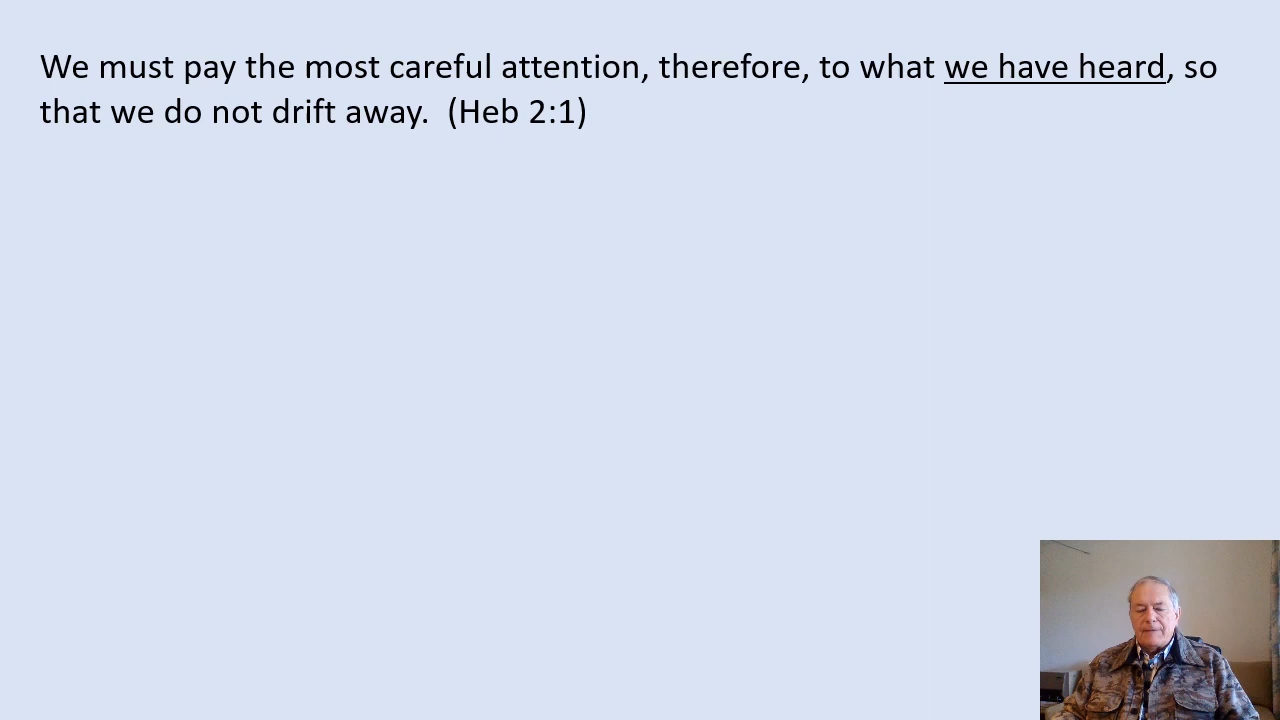 We must pay the most careful attention, therefore, to what we have heard, so
that we do not drift away.  (Heb 2:1)